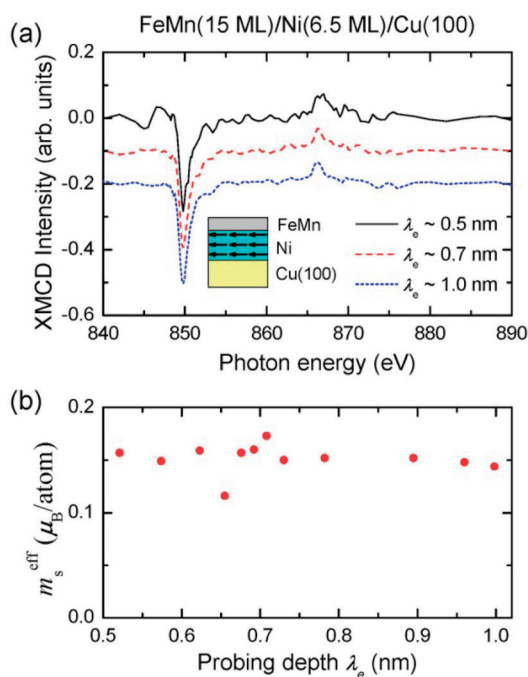 (a)
FeMn(15 ML)/Ni(6.5 ML)/Cu(100)
XMCD Intensity (arb. units)
0.0
-0.2
-0.4
-0.6
FeMn
Ni
Cu(100)
λe ~ 0.5 nm
λe ~ 0.7 nm
λe ~ 1.0 nm
840 850 860 870 880 890
Photon energy (eV)
(b)
m_s^eff (μB/atom)
0.2
0.1
0.0
0.5 0.6 0.7 0.8 0.9 1.0
Probing depth λe (nm)